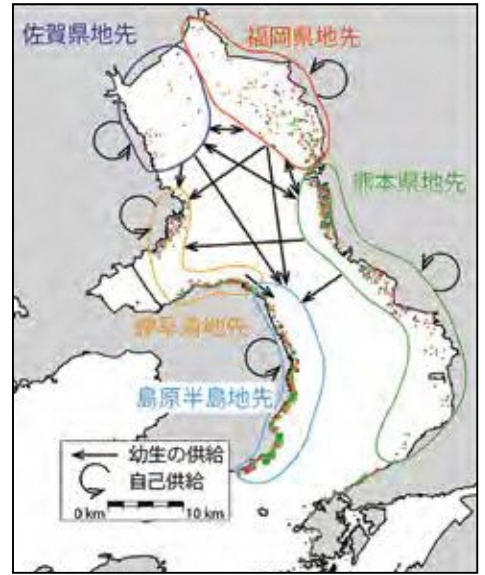 佐賀県地先
福岡県地先
熊本県地先
諫早湾地先
島原半島地先
幼生の供給
自己供給
0 km
10 km